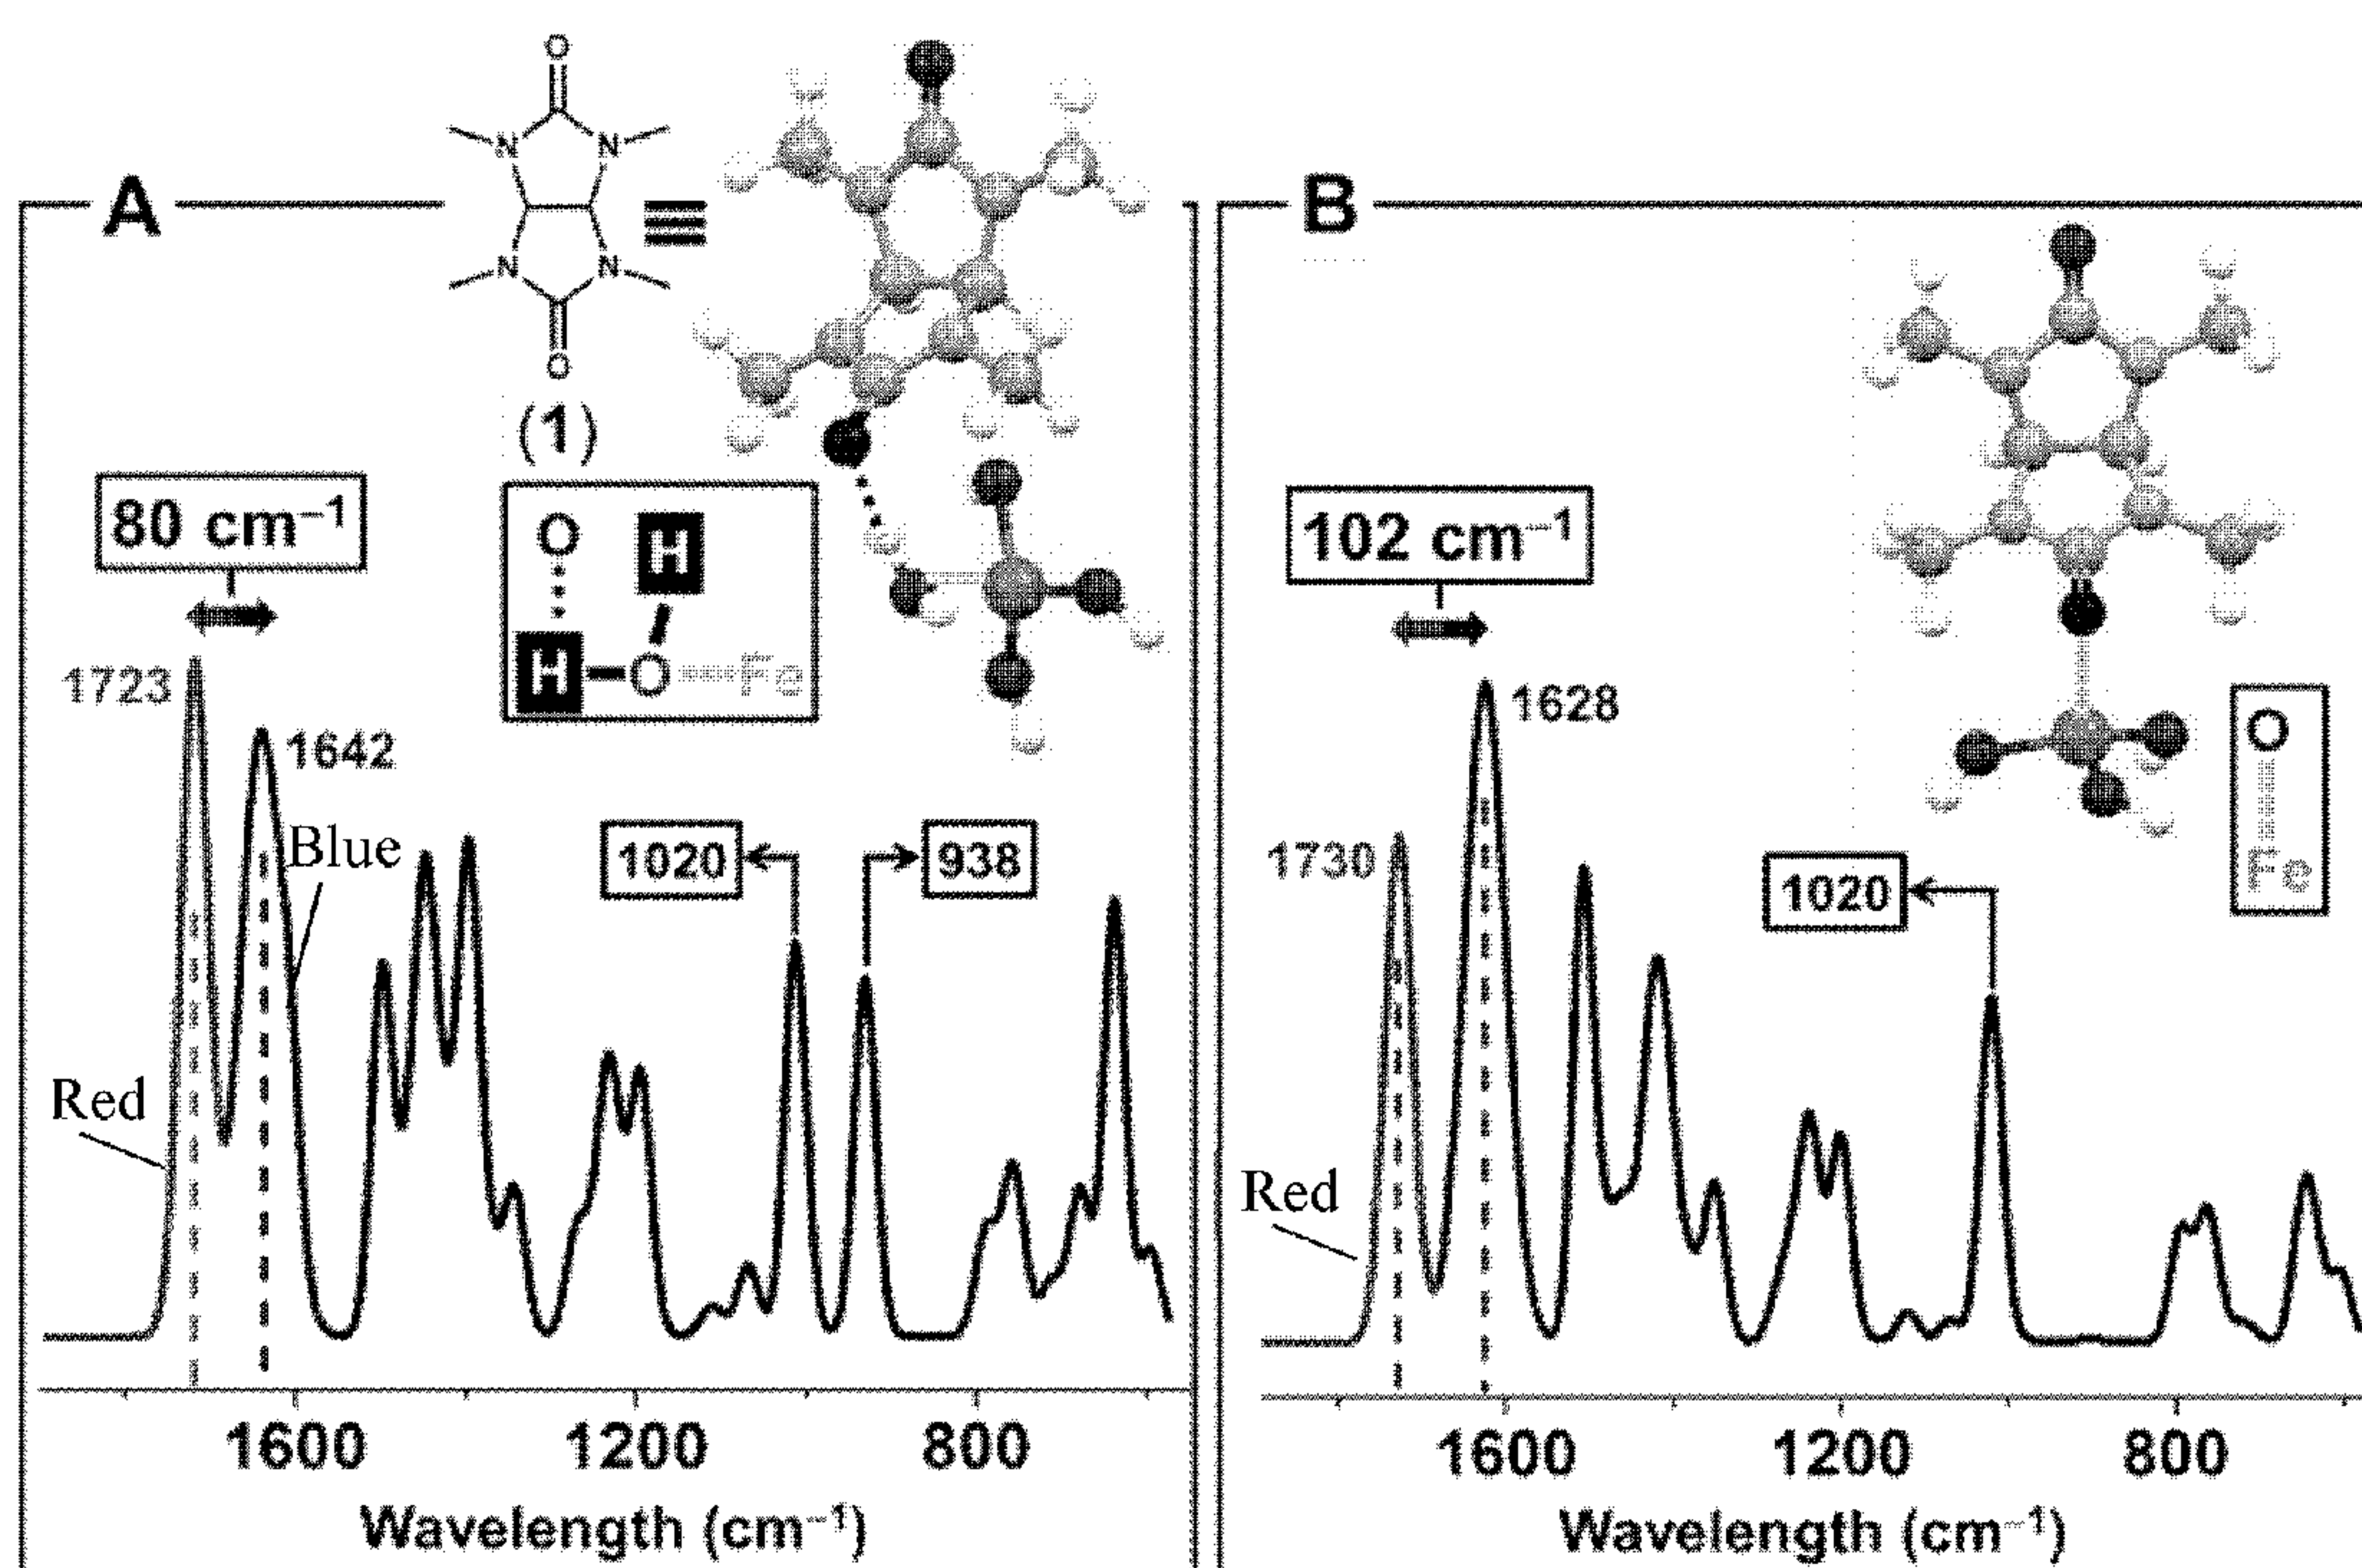 A
O
N
N
N
N
O
(1)
80 cm⁻¹
1723
1642
Blue
Red
O
H
H
O
Fe
1020
938
1600
1200
800
Wavelength (cm⁻¹)
B
102 cm⁻¹
1730
1628
Red
1020
O
Fe
1600
1200
800
Wavelength (cm⁻¹)